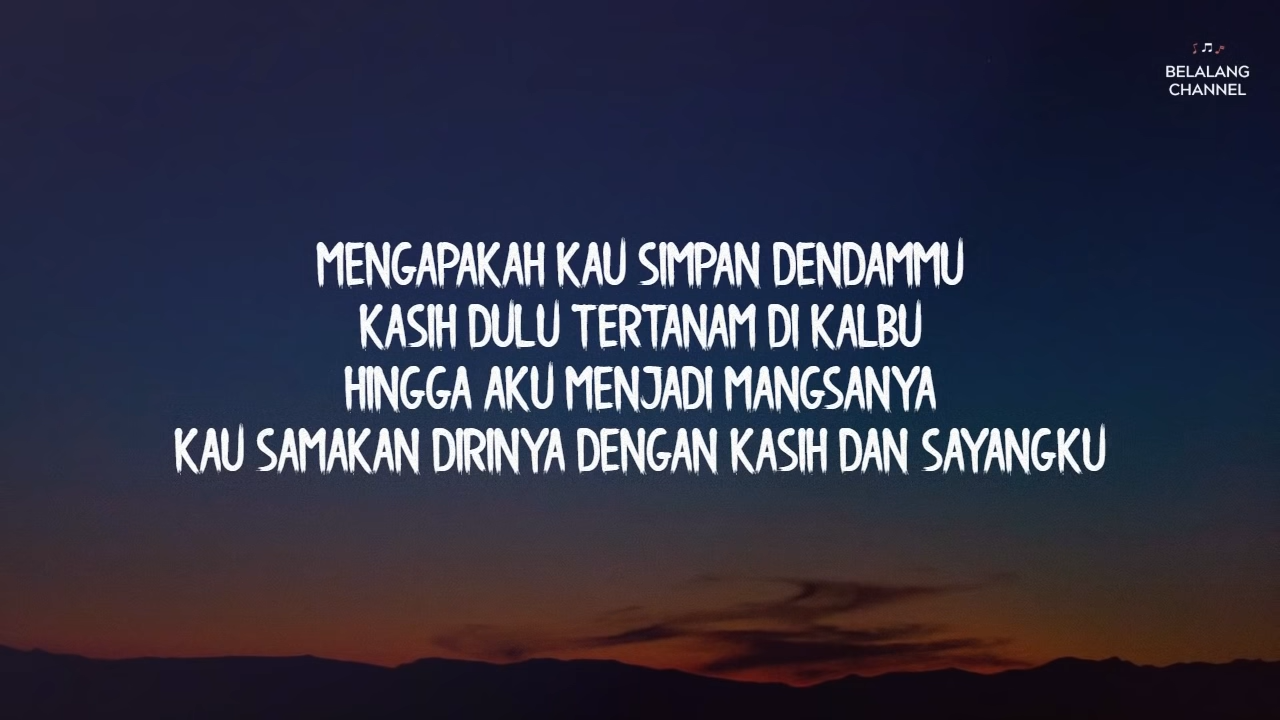 BELALANG
CHANNEL
MENGAPAKAH KAU SIMPAN DENDAMMU
KASIH DULU TERTANAM DI KALBU
HINGGA AKU MENJADI MANGSANYA
KAU SAMAKAN DIRINYA DENGAN KASIH DAN SAYANGKU